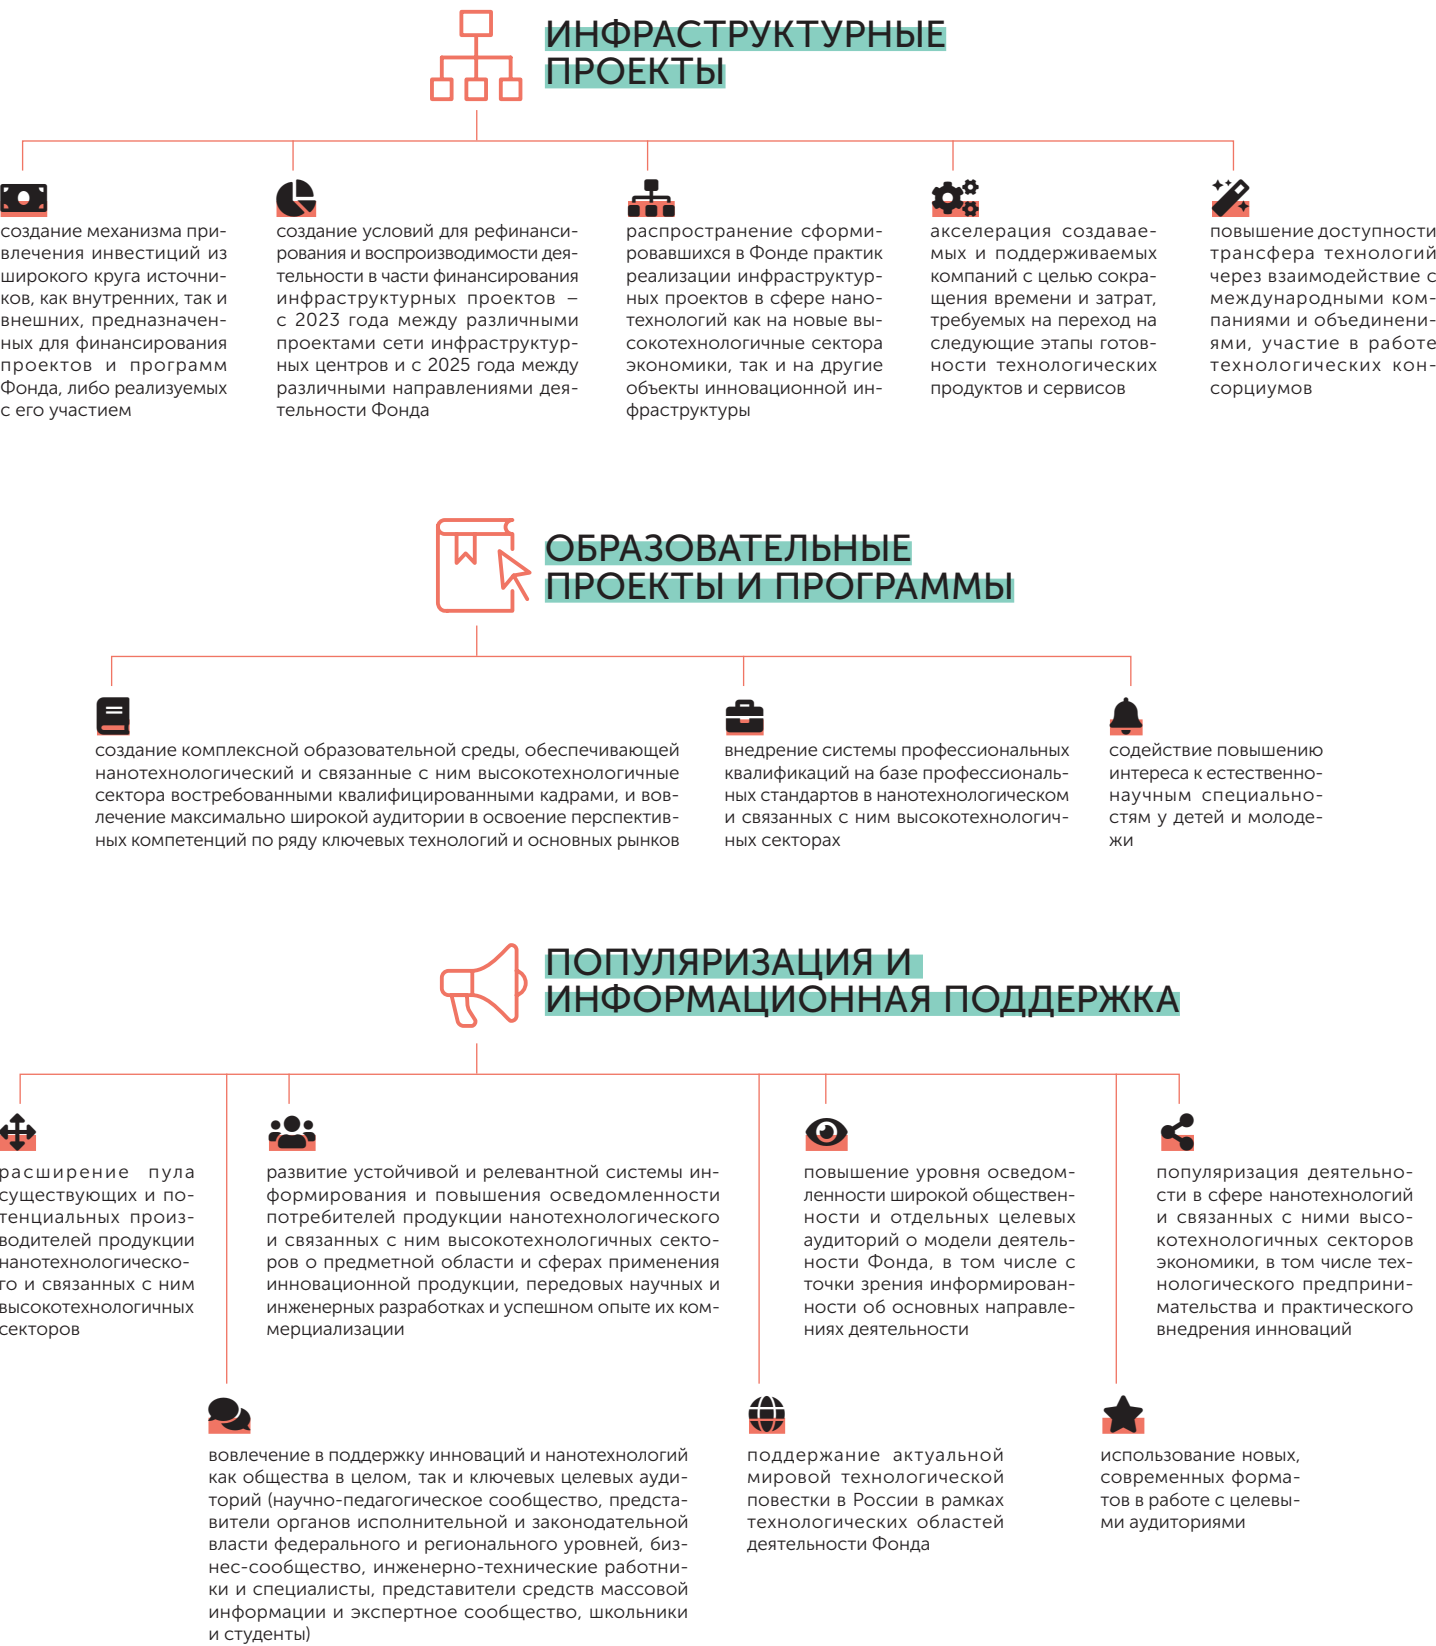 ИНФРАСТРУКТУРНЫЕ
ПРОЕКТЫ
создание механизма при-
влечения инвестиций из
широкого круга источни-
ков, как внутренних, так и
внешних, предназначен-
ных для финансирования
проектов и программ
Фонда, либо реализуемых
с его участием
создание условий для рефинанси-
рования и воспроизводимости дея-
тельности в части финансирования
инфраструктурных проектов –
с 2023 года между различными
проектами сети инфраструктур-
ных центров и с 2025 года между
различными направлениями дея-
тельности Фонда
распространение сформи-
ровавшихся в Фонде практик
реализации инфраструктур-
ных проектов в сфере нано-
технологий как на новые вы-
сокотехнологичные сектора
экономики, так и на другие
объекты инновационной ин-
фраструктуры
акселерация создавае-
мых и поддерживаемых
компаний с целью сокра-
щения времени и затрат,
требуемых на переход на
следующие этапы готов-
ности технологических
продуктов и сервисов
повышение доступности
трансфера технологий
через взаимодействие с
международными ком-
паниями и объединени-
ями, участие в работе
технологических кон-
сорциумов
ОБРАЗОВАТЕЛЬНЫЕ
ПРОЕКТЫ И ПРОГРАММЫ
создание комплексной образовательной среды, обеспечивающей
нанотехнологический и связанные с ним высокотехнологичные
сектора востребованными квалифицированными кадрами, и вов-
лечение максимально широкой аудитории в освоение перспектив-
ных компетенций по ряду ключевых технологий и основных рынков
внедрение системы профессиональных
квалификаций на базе профессиональ-
ных стандартов в нанотехнологическом
и связанных с ним высокотехнологич-
ных секторах
содействие повышению
интереса к естественно-
научным специально-
стям у детей и молоде-
жи
ПОПУЛЯРИЗАЦИЯ И
ИНФОРМАЦИОННАЯ ПОДДЕРЖКА
расширение пула
существующих и по-
тенциальных произ-
водителей продукции
нанотехнологическо-
го и связанных с ним
высокотехнологичных
секторов
развитие устойчивой и релевантной системы ин-
формирования и повышения осведомленности
потребителей продукции нанотехнологического
и связанных с ним высокотехнологичных секто-
ров о предметной области и сферах применения
инновационной продукции, передовых научных и
инженерных разработках и успешном опыте их ком-
мерциализации
повышение уровня осведом-
ленности широкой обществен-
ности и отдельных целевых
аудиторий о модели деятель-
ности Фонда, в том числе с
точки зрения информирован-
ности об основных направле-
ниях деятельности
популяризация деятельно-
сти в сфере нанотехнологий
и связанных с ними высо-
котехнологичных секторов
экономики, в том числе тех-
нологического предприни-
мательства и практического
внедрения инноваций
вовлечение в поддержку инноваций и нанотехнологий
как общества в целом, так и ключевых целевых ауди-
торий (научно-педагогическое сообщество, предста-
вители органов исполнительной и законодательной
власти федерального и регионального уровней, биз-
нес-сообщество, инженерно-технические работни-
ки и специалисты, представители средств массовой
информации и экспертное сообщество, школьники
и студенты)
поддержание актуальной
мировой технологической
повестки в России в рамках
технологических областей
деятельности Фонда
использование новых,
современных форма-
тов в работе с целевы-
ми аудиториями